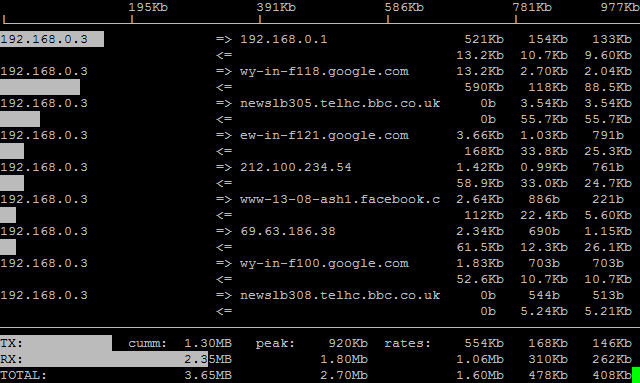 195Kb 391Kb 586Kb 781Kb 977Kb
192.168.0.3 => 192.168.0.1 521Kb 154Kb 133Kb
<= 13.2Kb 10.7Kb 9.60Kb
192.168.0.3 => wy-in-f118.google.com 13.2Kb 2.70Kb 2.04Kb
<= 590Kb 118Kb 88.5Kb
192.168.0.3 => newslb305.telhc.bbc.co.uk 0b 3.54Kb 3.54Kb
<= 0b 55.7Kb 55.7Kb
192.168.0.3 => ew-in-f121.google.com 3.66Kb 1.03Kb 791b
<= 168Kb 33.8Kb 25.3Kb
192.168.0.3 => 212.100.234.54 1.42Kb 0.99Kb 761b
<= 58.9Kb 33.0Kb 24.7Kb
192.168.0.3 => www-13-08-ash1.facebook.c 2.64Kb 886b 221b
<= 112Kb 22.4Kb 5.60Kb
192.168.0.3 => 69.63.186.38 2.34Kb 690b 1.15Kb
<= 61.5Kb 12.3Kb 26.1Kb
192.168.0.3 => wy-in-f100.google.com 1.83Kb 703b 703b
<= 52.6Kb 10.7Kb 10.7Kb
192.168.0.3 => newslb308.telhc.bbc.co.uk 0b 544b 513b
<= 0b 5.24Kb 5.21Kb
TX: cumm: 1.30MB peak: 920Kb rates: 554Kb 168Kb 146Kb
RX: 2.35MB 1.80Mb 1.06Mb 310Kb 262Kb
TOTAL: 3.65MB 2.70Mb 1.60Mb 478Kb 408Kb